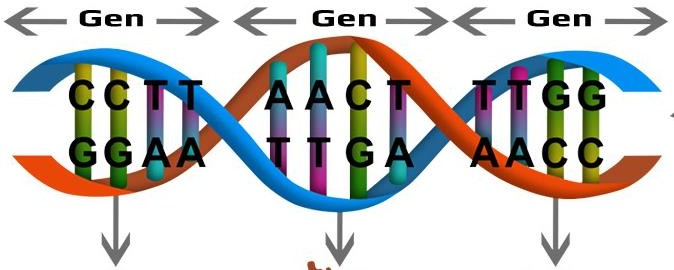 Gen Gen Gen
CCTT AACT TTGG
GGAA TTGA AACC